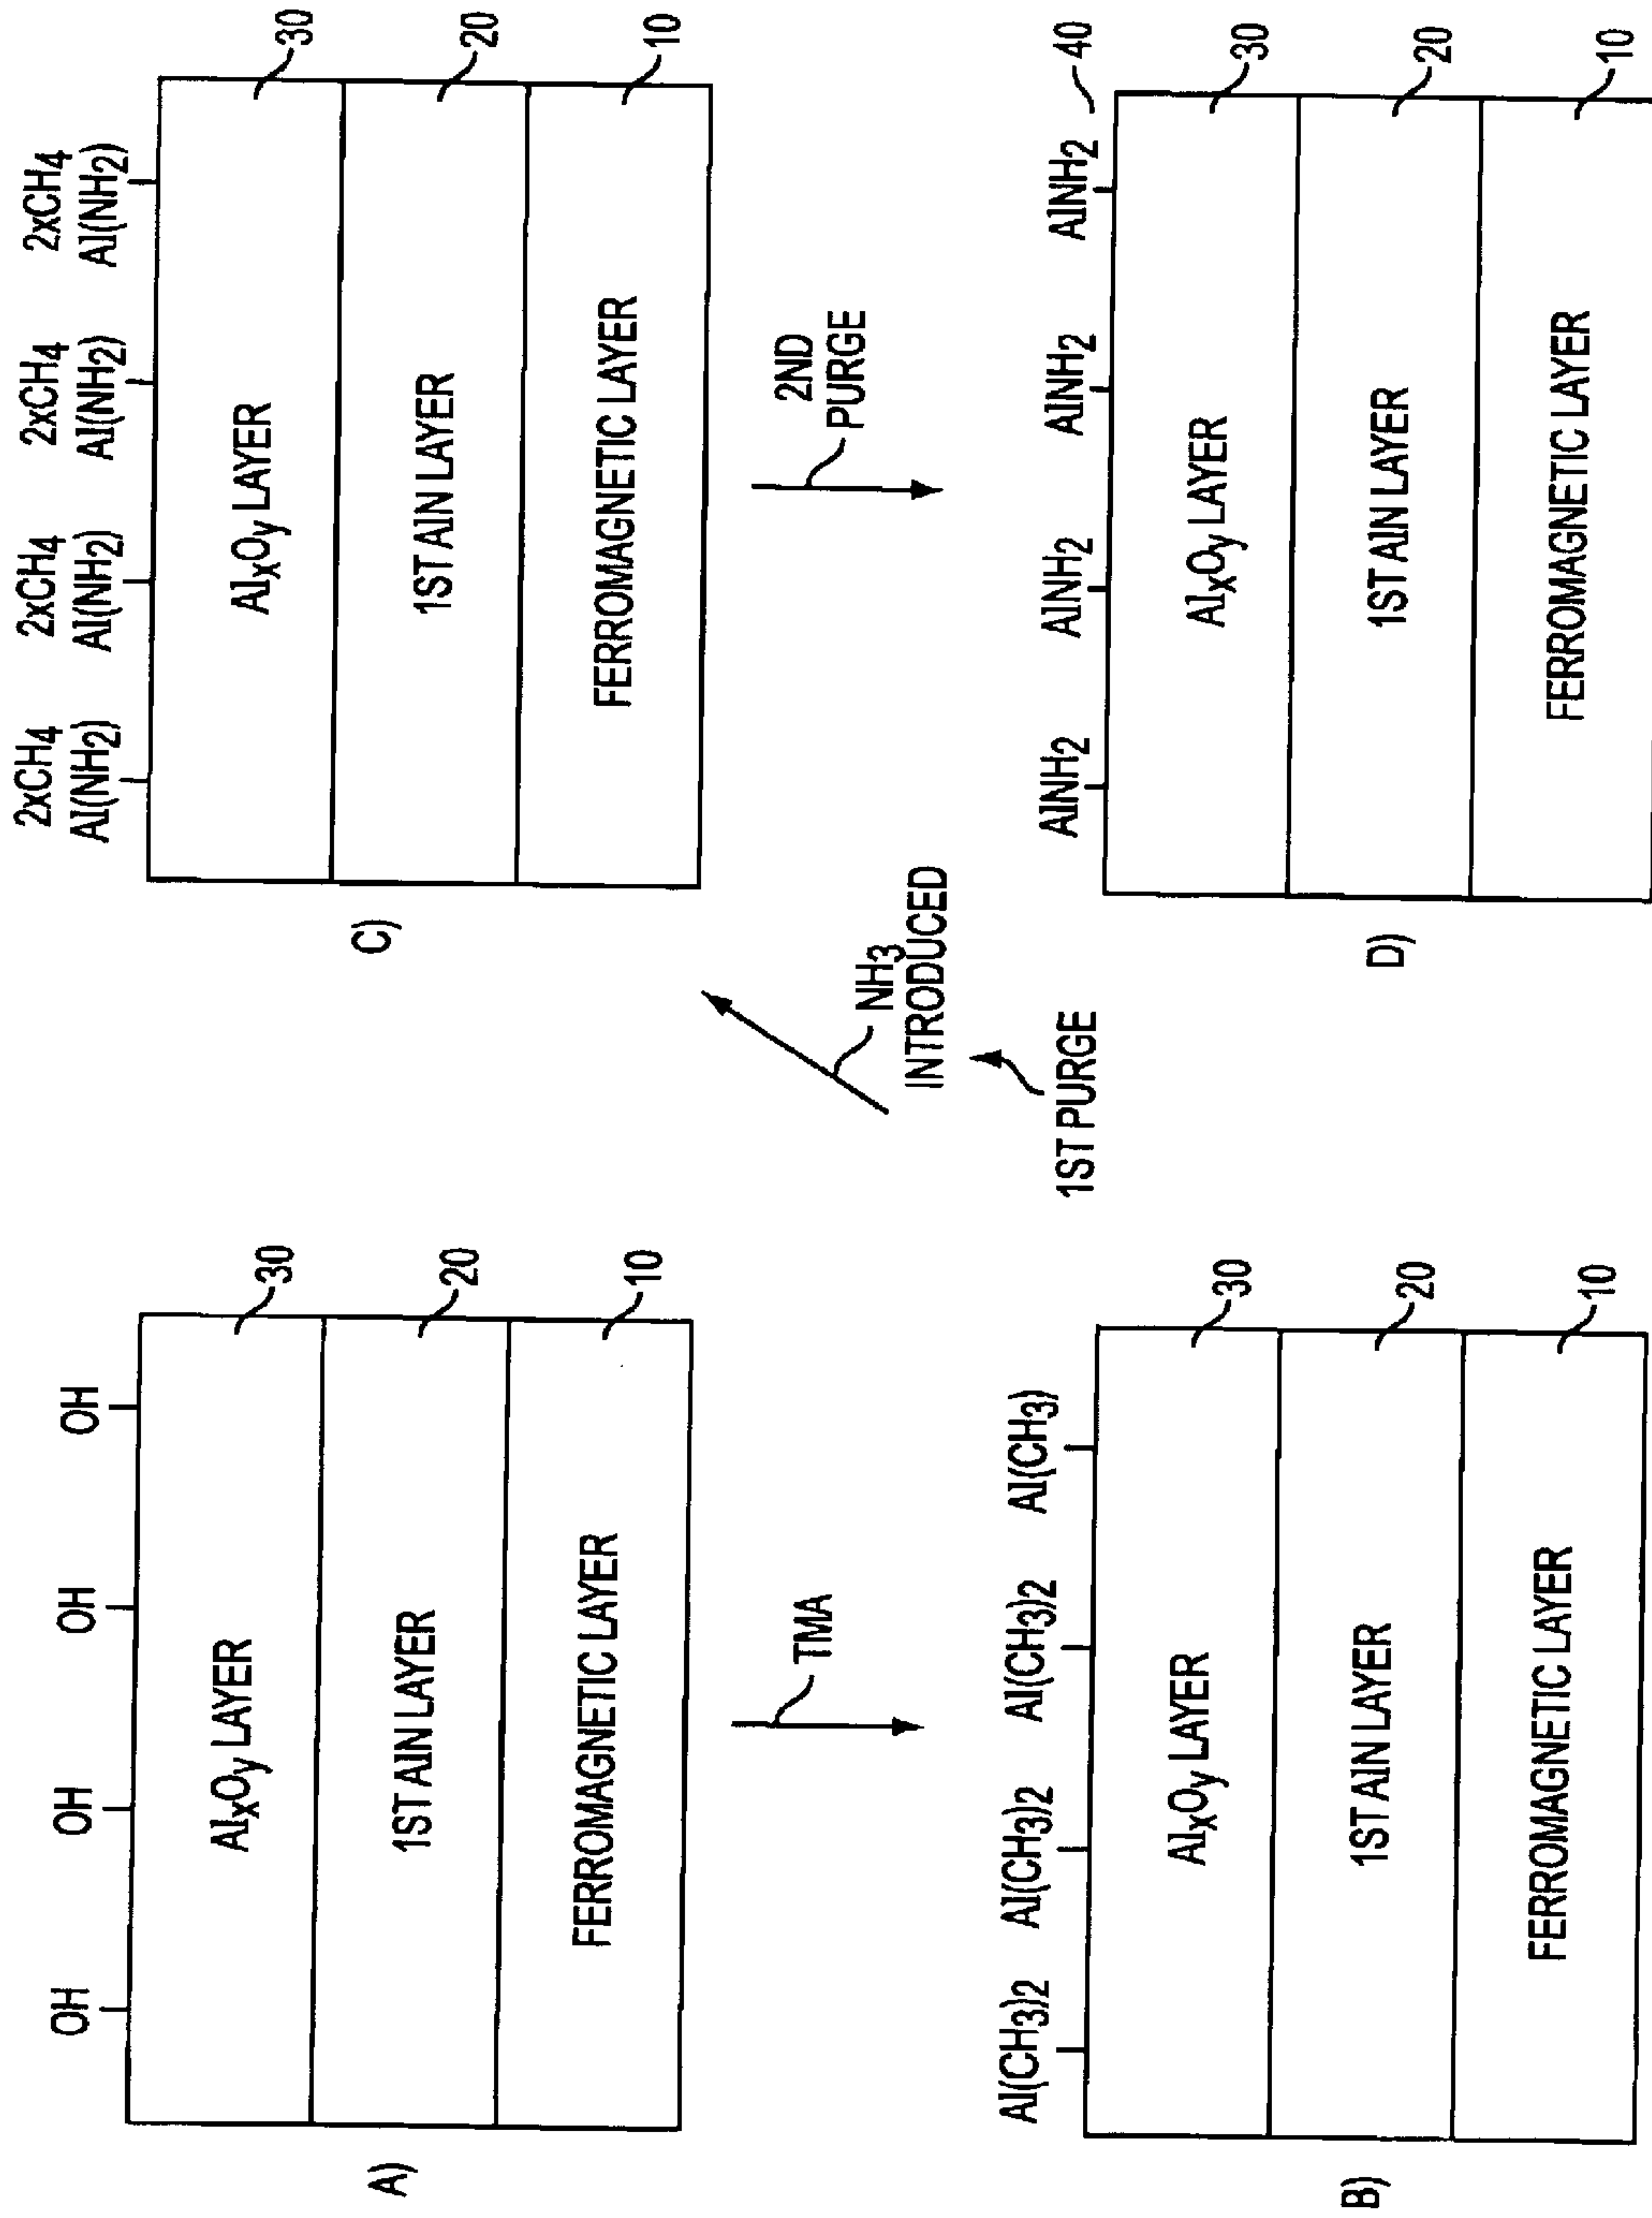 A)
OH OH OH OH
AlxOy LAYER
30
1ST AlN LAYER
20
FERROMAGNETIC LAYER
10
TMA
B)
Al(CH3)2 Al(CH3)2 Al(CH3)2 Al(CH3)
AlxOy LAYER
30
1ST AlN LAYER
20
FERROMAGNETIC LAYER
10
1ST PURGE
NH3
INTRODUCED
C)
2xCH4 2xCH4 2xCH4 2xCH4
Al(NH2) Al(NH2) Al(NH2) Al(NH2)
AlxOy LAYER
30
1ST AlN LAYER
20
FERROMAGNETIC LAYER
10
2ND
PURGE
D)
AlNH2 AlNH2 AlNH2 AlNH2
40
AlxOy LAYER
30
1ST AlN LAYER
20
FERROMAGNETIC LAYER
10